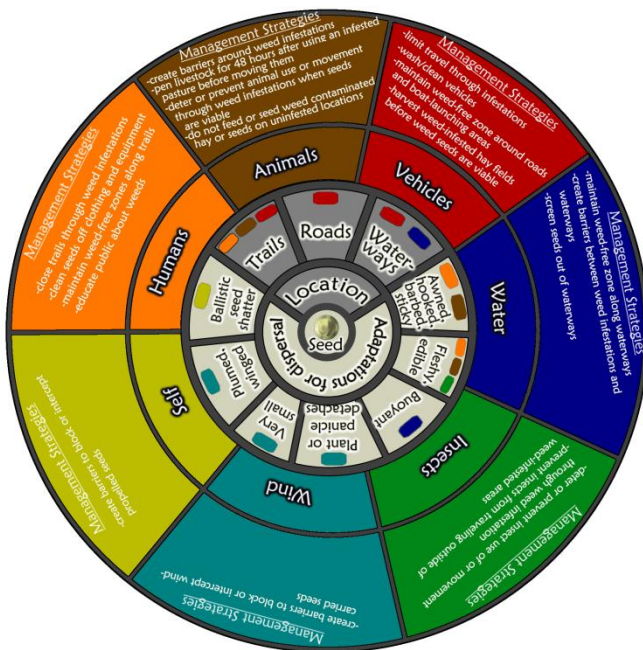 Management Strategies
-create barriers around weed infestations
-pen livestock for 48 hours after using an infested
pasture before moving them
-deter or prevent animal use or movement
through weed infestations when seeds
are viable
-do not feed or seed weed contaminated
hay or seeds on uninfested locations
Animals
Management Strategies
-limit travel through infestations
-wash/clean vehicles
-maintain weed-free zone around roads
and boat-launching areas
-harvest weed-infested hay fields
before weed seeds are viable
Vehicles
Management Strategies
-maintain weed-free zone along waterways
-create barriers between weed infestations and
waterways
-screen seeds out of waterways
Water
Management Strategies
-deter or prevent insect use of or movement
through weed infestation
-prevent insects from traveling outside of
weed-infested areas
Insects
Management Strategies
-create barriers to block or intercept wind-
carried seeds
Wind
Management Strategies
-create barriers to block or intercept
propelled seeds
Self
Management Strategies
-close trails through weed infestations
-clean seeds off clothing and equipment
-maintain weed-free zones along trails
-educate public about weeds
Humans
Trails
Roads
Water
ways
Awned,
hooked,
barbed,
sticky
Fleshy-
edible
Buoyant
Plant or
panicle
detaches
Very
small
Plumed,
winged
Ballistic
seed
shatter
Location
Adaptations for dispersal
Seed